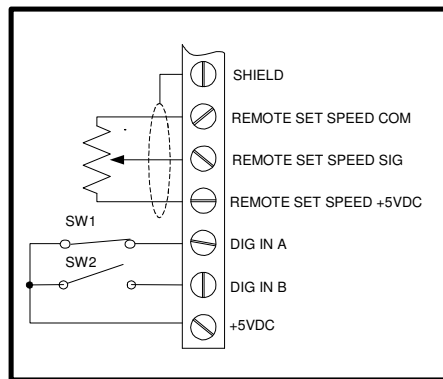 SHIELD
REMOTE SET SPEED COM
REMOTE SET SPEED SIG
REMOTE SET SPEED +5VDC
SW1
DIG IN A
SW2
DIG IN B
+5VDC